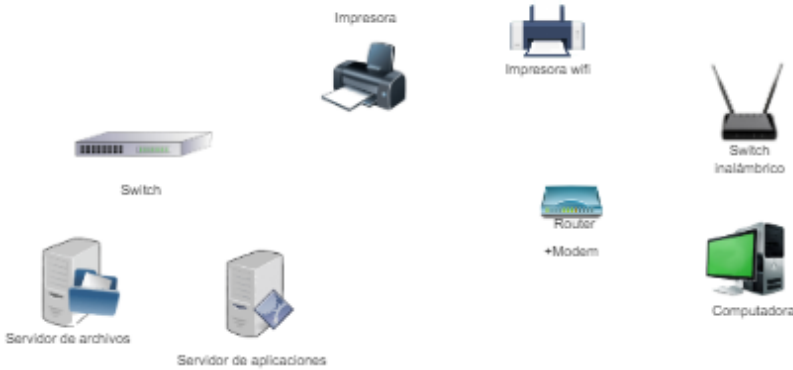 Impresora
Impresora wifi
Switch
inalámbrico
Switch
Router
+Modem
Computadora
Servidor de archivos
Servidor de aplicaciones